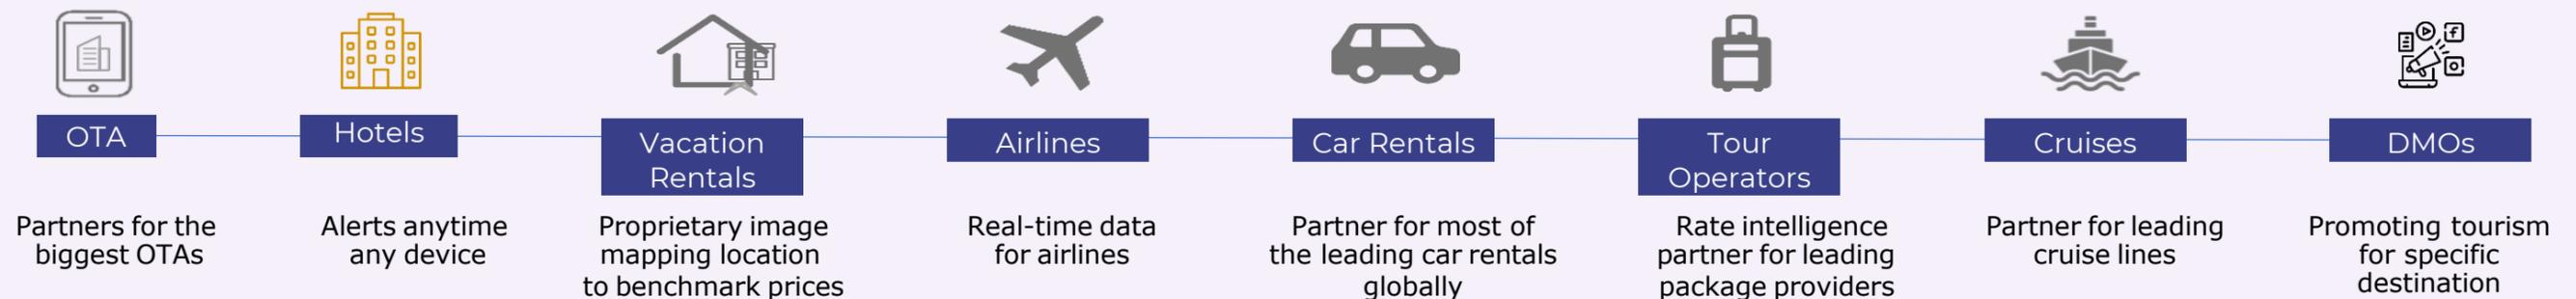 OTA
Partners for the
biggest OTAs
Hotels
Alerts anytime
any device
Vacation
Rentals
Proprietary image
mapping location
to benchmark prices
Airlines
Real-time data
for airlines
Car Rentals
Partner for most of
the leading car rentals
globally
Tour
Operators
Rate intelligence
partner for leading
package providers
Cruises
Partner for leading
cruise lines
DMOs
Promoting tourism
for specific
destination